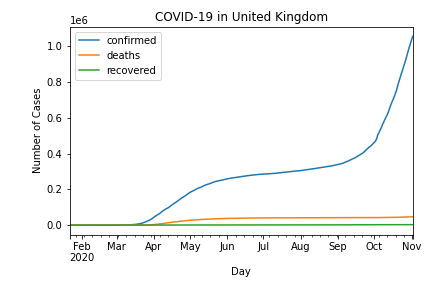 COVID-19 in United Kingdom
1e6
confirmed
deaths
recovered
1.0
0.8
0.6
0.4
0.2
0.0
Number of Cases
Feb Mar Apr May Jun Jul Aug Sep Oct Nov
2020
Day